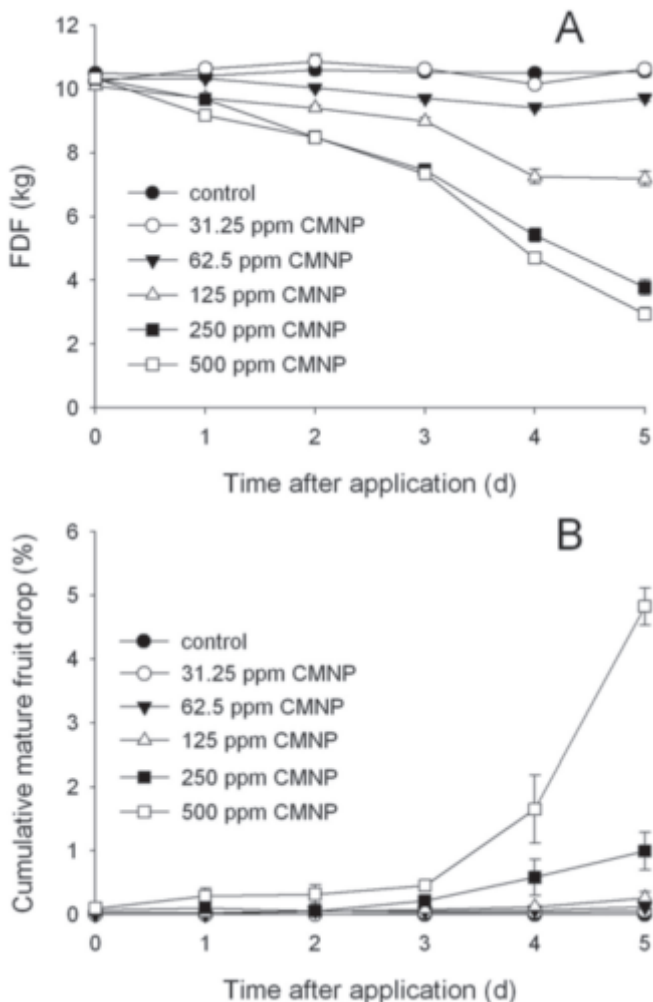 A
12
10
8
6
4
2
0
FDF (kg)
control
31.25 ppm CMNP
62.5 ppm CMNP
125 ppm CMNP
250 ppm CMNP
500 ppm CMNP
0 1 2 3 4 5
Time after application (d)
B
6
5
4
3
2
1
0
Cumulative mature fruit drop (%)
control
31.25 ppm CMNP
62.5 ppm CMNP
125 ppm CMNP
250 ppm CMNP
500 ppm CMNP
0 1 2 3 4 5
Time after application (d)